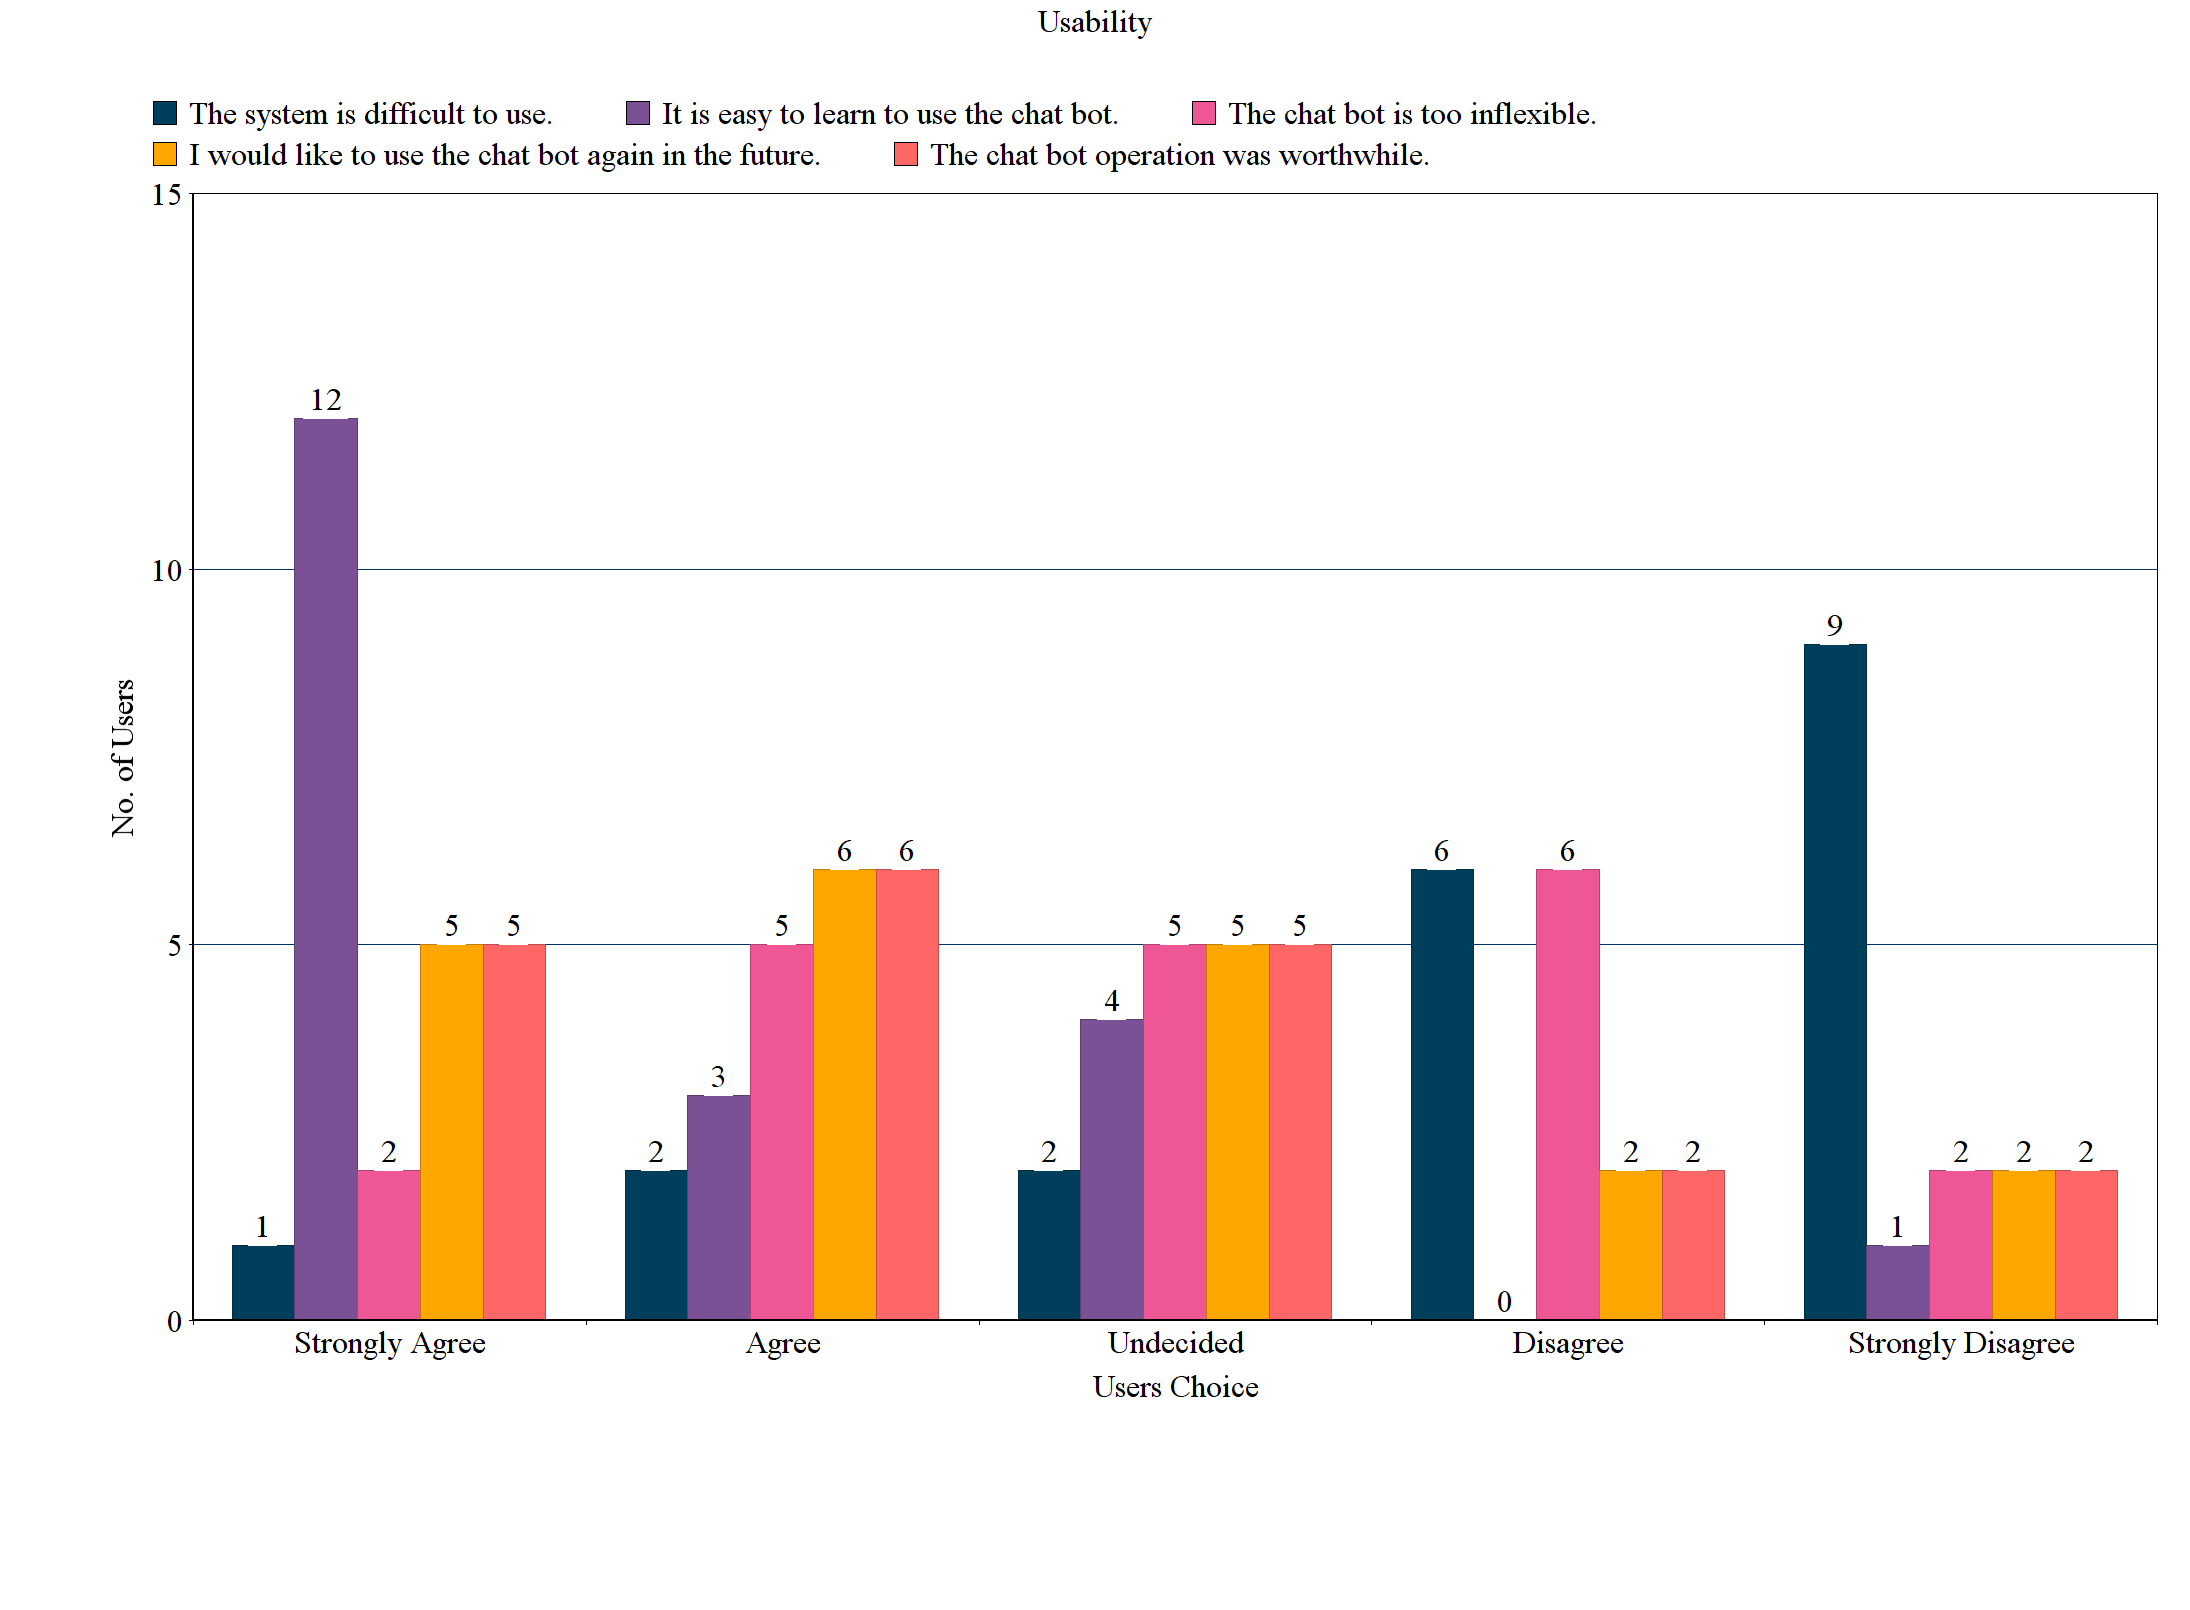 Usability
The system is difficult to use. It is easy to learn to use the chat bot. The chat bot is too inflexible.
I would like to use the chat bot again in the future. The chat bot operation was worthwhile.
15
10
5
0
No. of Users
1 12 2 5 5
2 3 5 6 6
2 4 5 5 5
6 0 6 2 2
9 1 2 2 2
Strongly Agree Agree Undecided Disagree Strongly Disagree
Users Choice